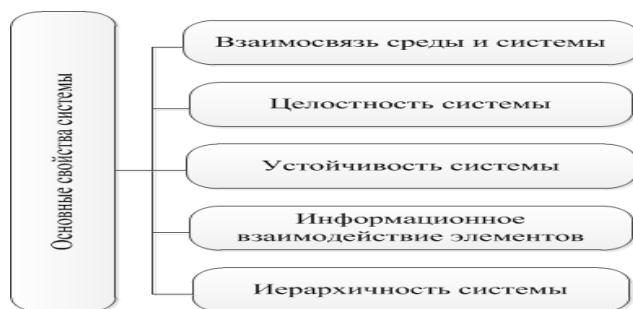 Основные свойства системы
Взаимосвязь среды и системы
Целостность системы
Устойчивость системы
Информационное
взаимодействие элементов
Иерархичность системы